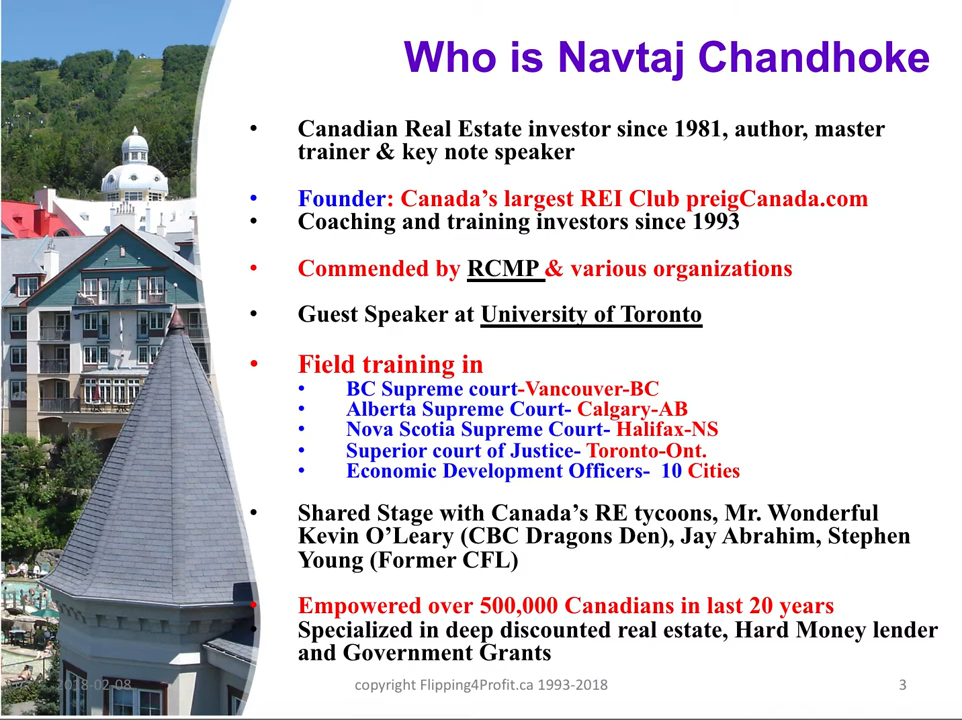 Who is Navtaj Chandhoke
• Canadian Real Estate investor since 1981, author, master
trainer & key note speaker
• Founder: Canada’s largest REI Club preigCanada.com
• Coaching and training investors since 1993
• Commended by RCMP & various organizations
• Guest Speaker at University of Toronto
• Field training in
• BC Supreme court-Vancouver-BC
• Alberta Supreme Court- Calgary-AB
• Nova Scotia Supreme Court- Halifax-NS
• Superior court of Justice- Toronto-Ont.
• Economic Development Officers- 10 Cities
• Shared Stage with Canada’s RE tycoons, Mr. Wonderful
Kevin O’Leary (CBC Dragons Den), Jay Abrahim, Stephen
Young (Former CFL)
• Empowered over 500,000 Canadians in last 20 years
• Specialized in deep discounted real estate, Hard Money lender
and Government Grants
2018-02-08
copyright Flipping4Profit.ca 1993-2018
3